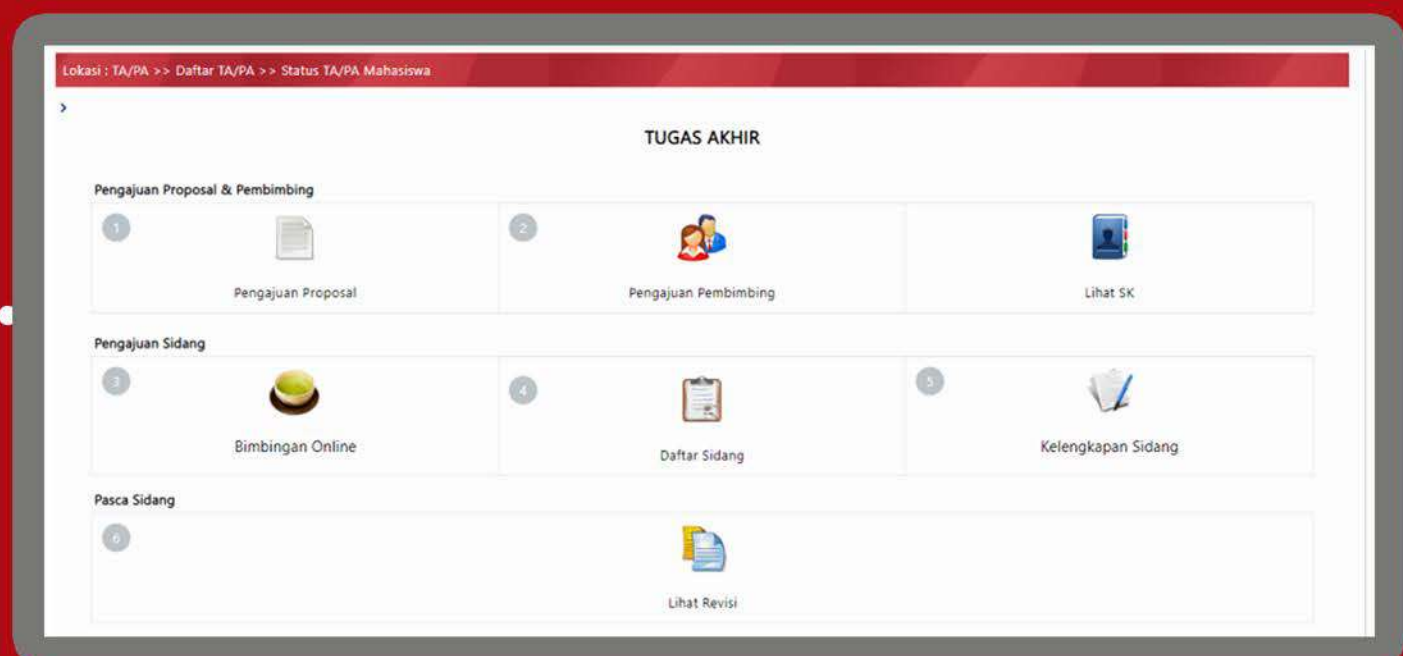 Lokasi : TA/PA >> Daftar TA/PA >> Status TA/PA Mahasiswa
>
TUGAS AKHIR
Pengajuan Proposal & Pembimbing
1
Pengajuan Proposal
2
Pengajuan Pembimbing
Lihat SK
Pengajuan Sidang
3
Bimbingan Online
4
Daftar Sidang
5
Kelengkapan Sidang
Pasca Sidang
6
Lihat Revisi